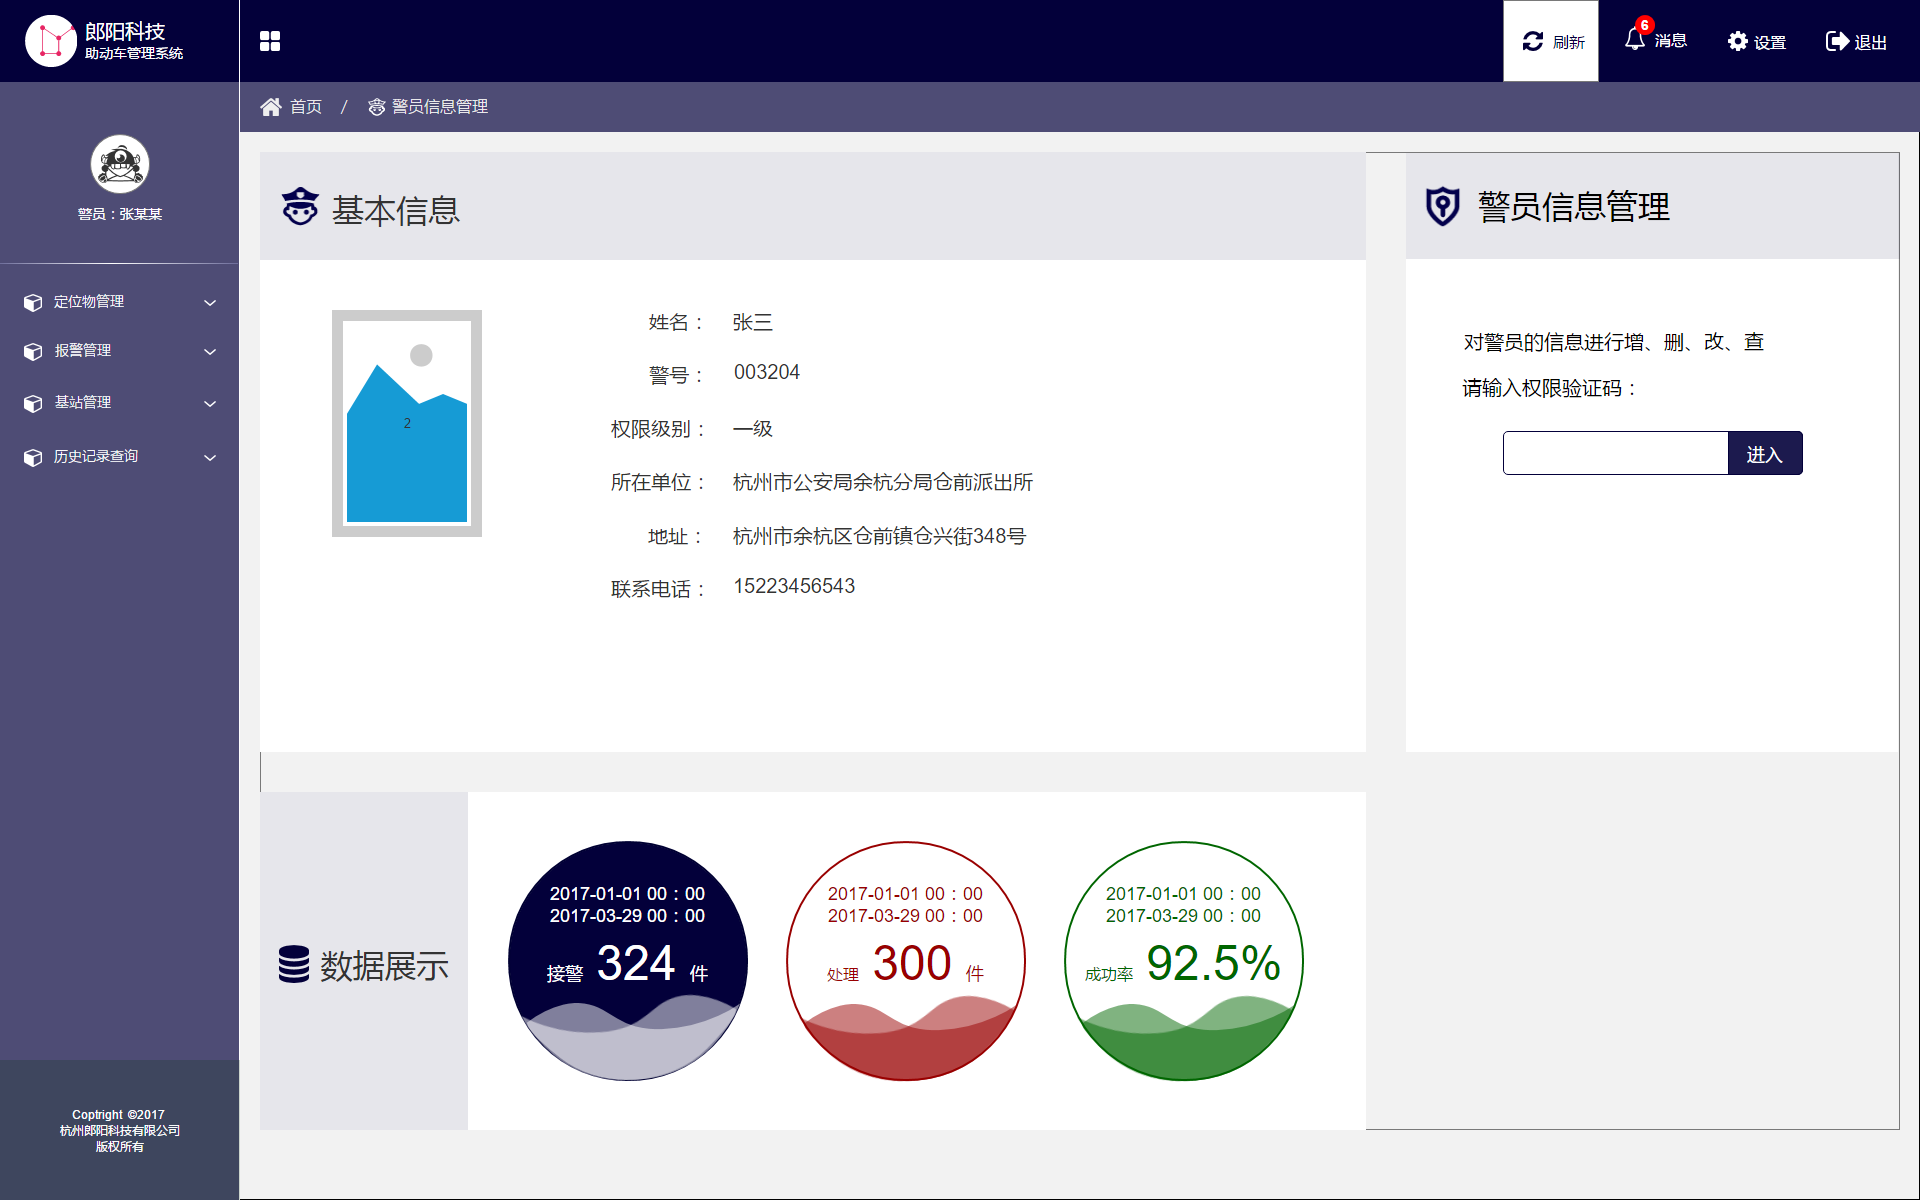 郎阳科技
助动车管理系统
刷新
6
消息
设置
退出
首页 / 警员信息管理
警员：张某某
定位物管理
报警管理
基站管理
历史记录查询
Coptright ©2017
杭州郎阳科技有限公司
版权所有
基本信息
2
姓名： 张三
警号： 003204
权限级别： 一级
所在单位： 杭州市公安局余杭分局仓前派出所
地址： 杭州市余杭区仓前镇仓兴街348号
联系电话： 15223456543
警员信息管理
对警员的信息进行增、删、改、查
请输入权限验证码：
进入
数据展示
2017-01-01 00：00
2017-03-29 00：00
接警 324 件
2017-01-01 00：00
2017-03-29 00：00
处理 300 件
2017-01-01 00：00
2017-03-29 00：00
成功率 92.5%